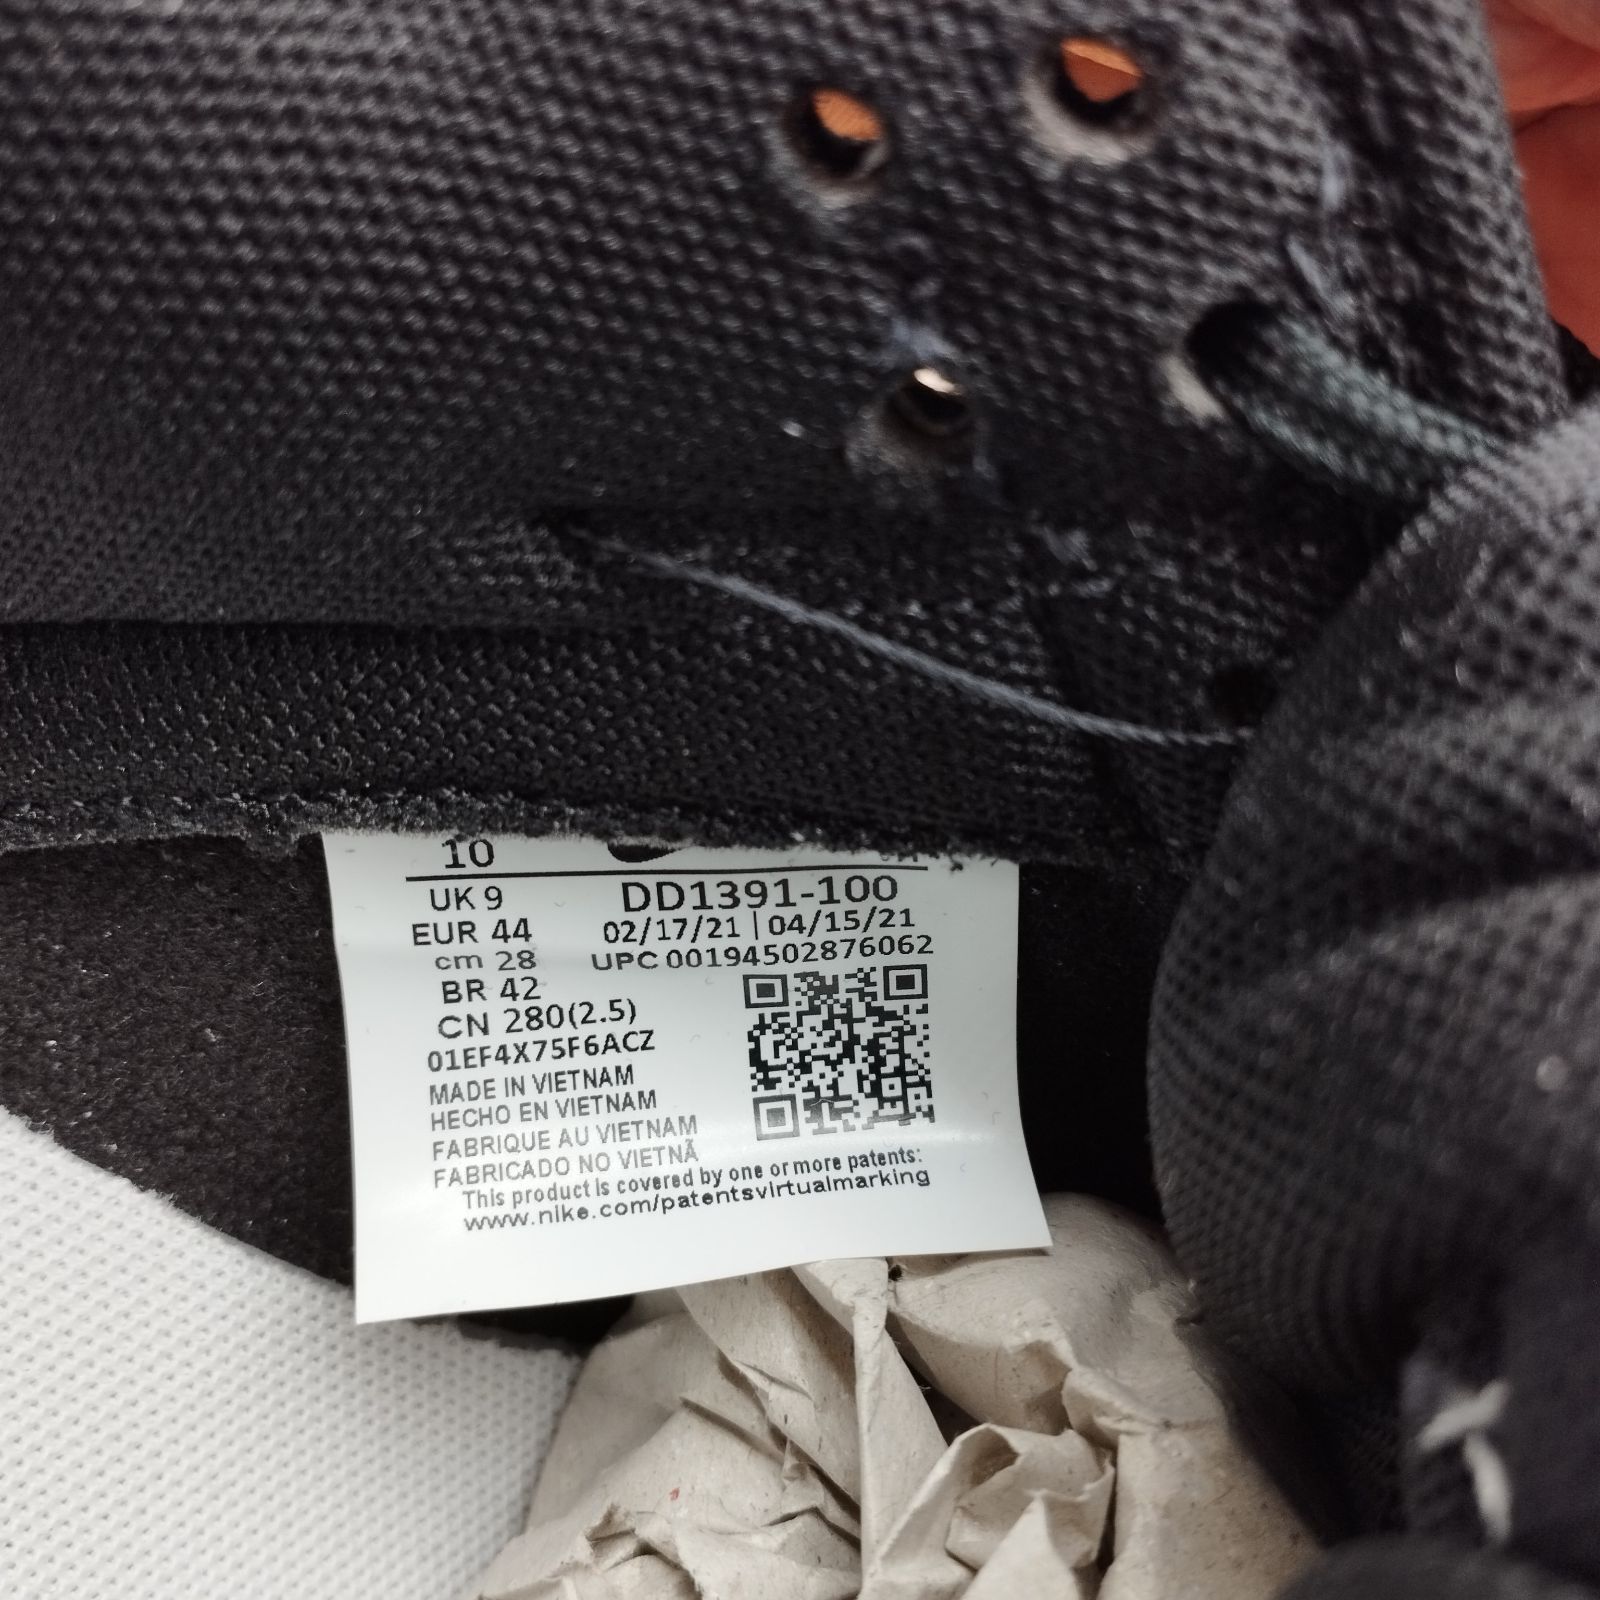 10
UK 9
EUR 44
cm 28
BR 42
CN 280(2.5)
01EF4X75F6ACZ
DD1391-100
02/17/21 | 04/15/21
UPC 00194502876062
MADE IN VIETNAM
HECHO EN VIETNAM
FABRIQUE AU VIETNAM
FABRICADO NO VIETNÃ
This product is covered by one or more patents:
www.nike.com/patentsvirtualmarking